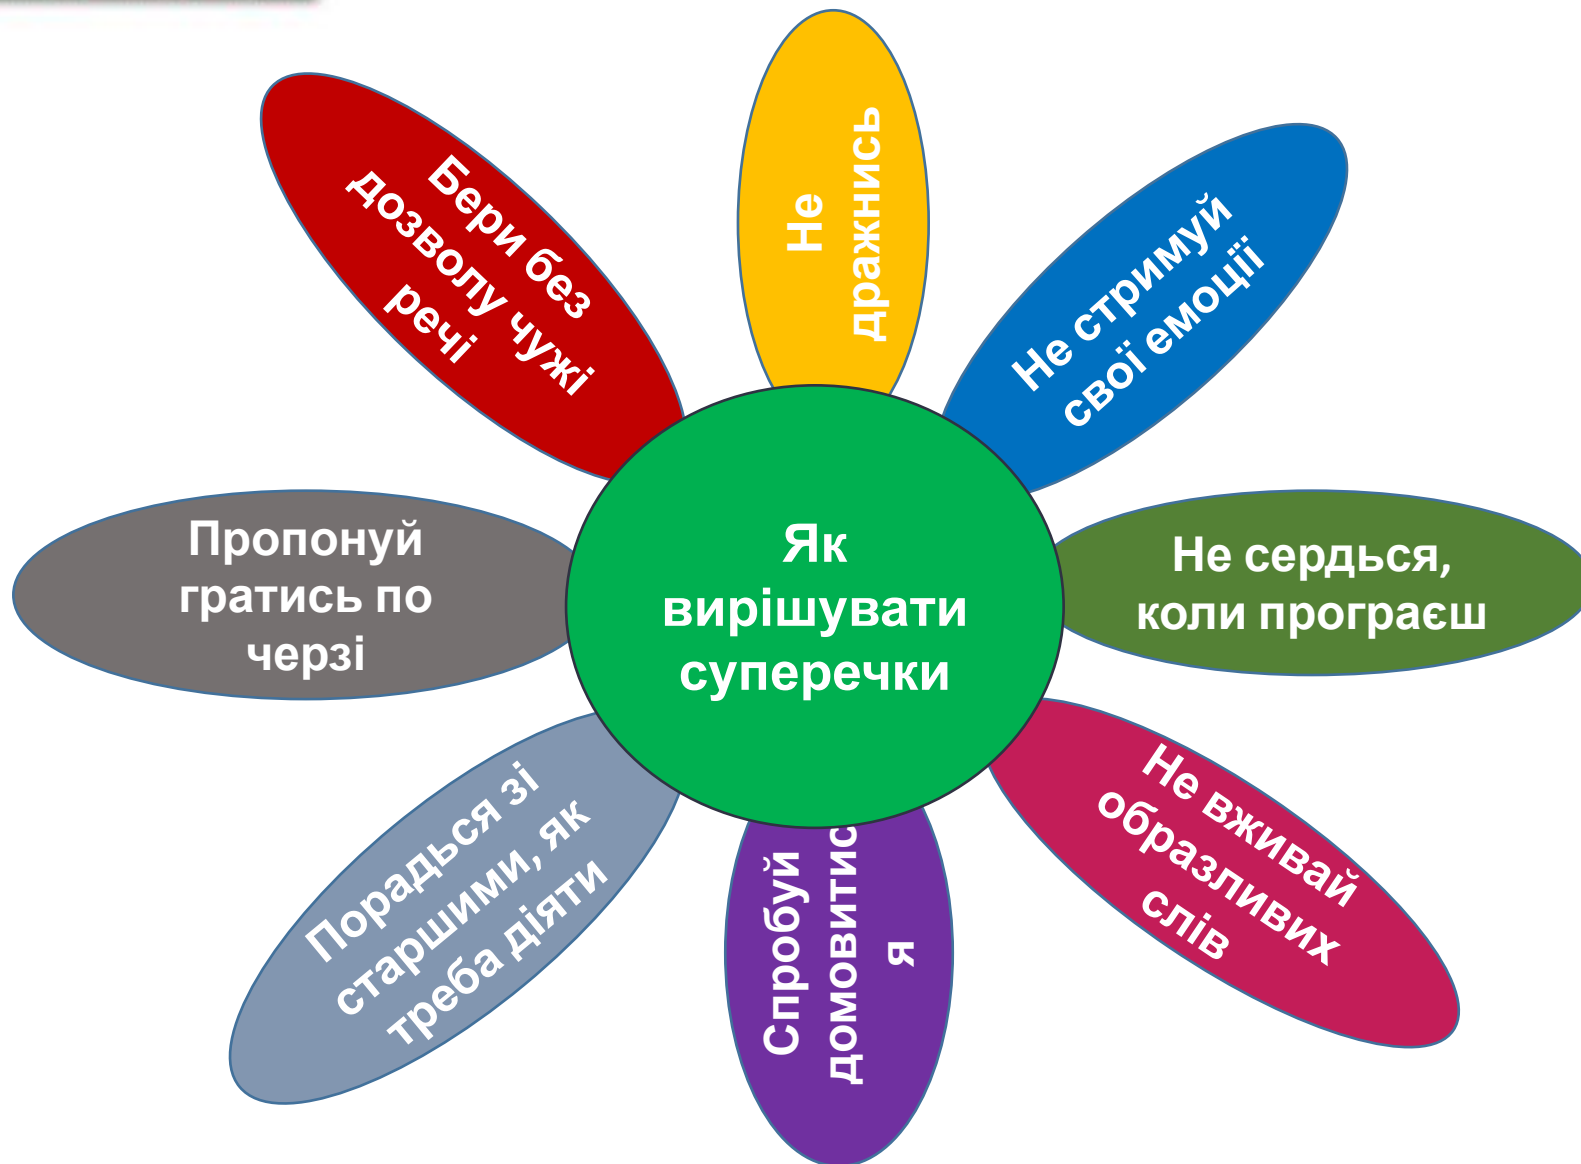 Не
дражнись
Не стримуй
свої емоції
Не сердься,
коли програєш
Не вживай
образливих
слів
Спробуй
домовитис
я
Порадься зі
старшими, як
треба діяти
Пропонуй
гратись по
черзі
Бери без
дозволу чужі
речі
Як
вирішувати
суперечки